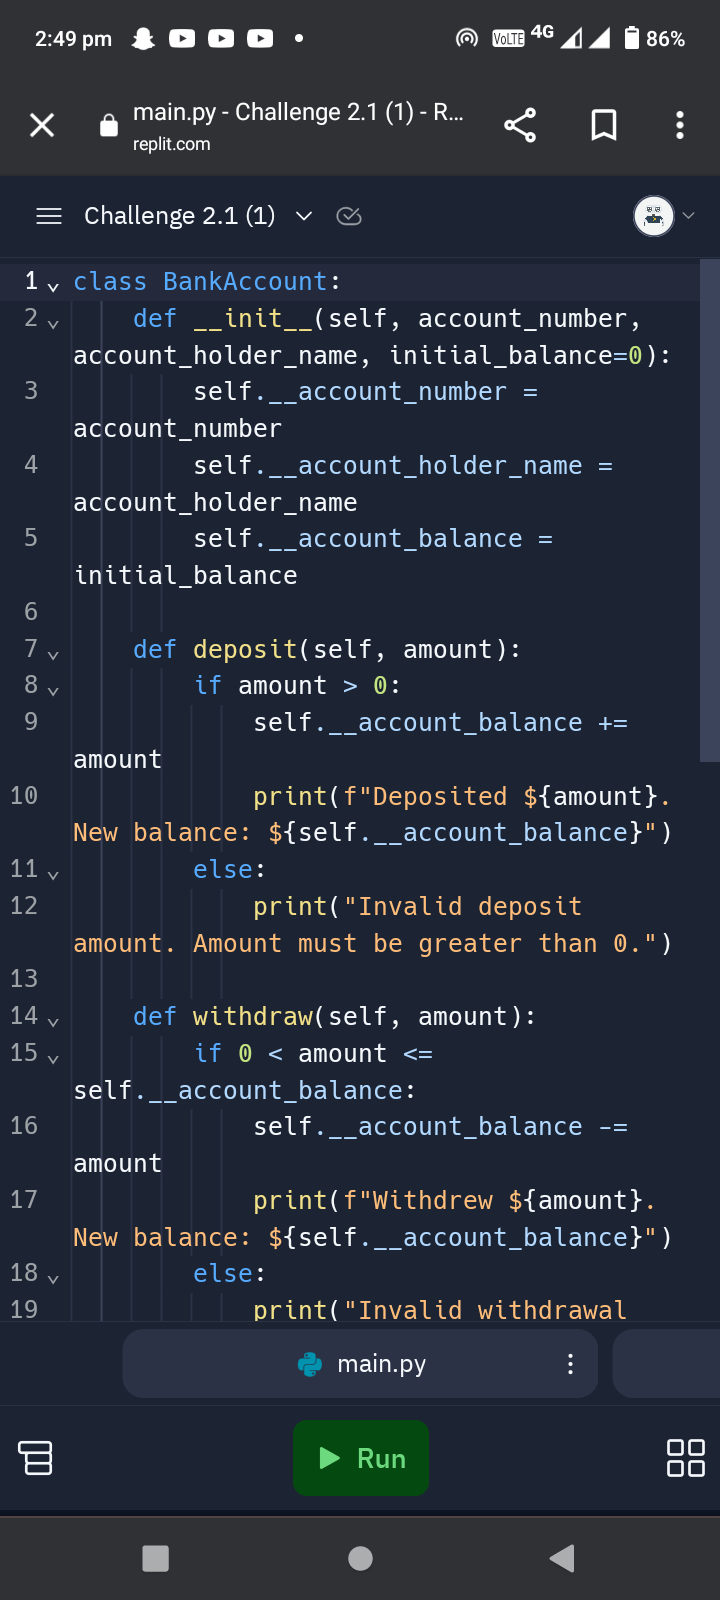 2:49 pm VoLTE 4G 86%
main.py - Challenge 2.1 (1) - R...
replit.com
Challenge 2.1 (1)
1 class BankAccount:
2 def __init__(self, account_number,
account_holder_name, initial_balance=0):
3 self.__account_number =
account_number
4 self.__account_holder_name =
account_holder_name
5 self.__account_balance =
initial_balance
6
7 def deposit(self, amount):
8 if amount > 0:
9 self.__account_balance +=
amount
10 print(f"Deposited ${amount}.
New balance: ${self.__account_balance}")
11 else:
12 print("Invalid deposit
amount. Amount must be greater than 0.")
13
14 def withdraw(self, amount):
15 if 0 < amount <=
self.__account_balance:
16 self.__account_balance -=
amount
17 print(f"Withdrew ${amount}.
New balance: ${self.__account_balance}")
18 else:
19 print("Invalid withdrawal
main.py
Run